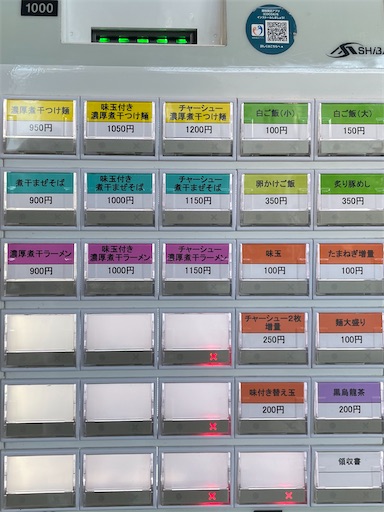 1000
SHiBA
濃厚煮干つけ麺
950円
味玉付き
濃厚煮干つけ麺
1050円
チャーシュー
濃厚煮干つけ麺
1200円
白ご飯(小)
100円
白ご飯(大)
150円
煮干まぜそば
900円
味玉付き
煮干まぜそば
1000円
チャーシュー
煮干まぜそば
1150円
卵かけご飯
350円
炙り豚めし
350円
濃厚煮干ラーメン
900円
味玉付き
濃厚煮干ラーメン
1000円
チャーシュー
濃厚煮干ラーメン
1150円
味玉
100円
たまねぎ増量
100円
チャーシュー2枚
増量
250円
麺大盛り
100円
味付き替え玉
200円
黒烏龍茶
200円
領収書